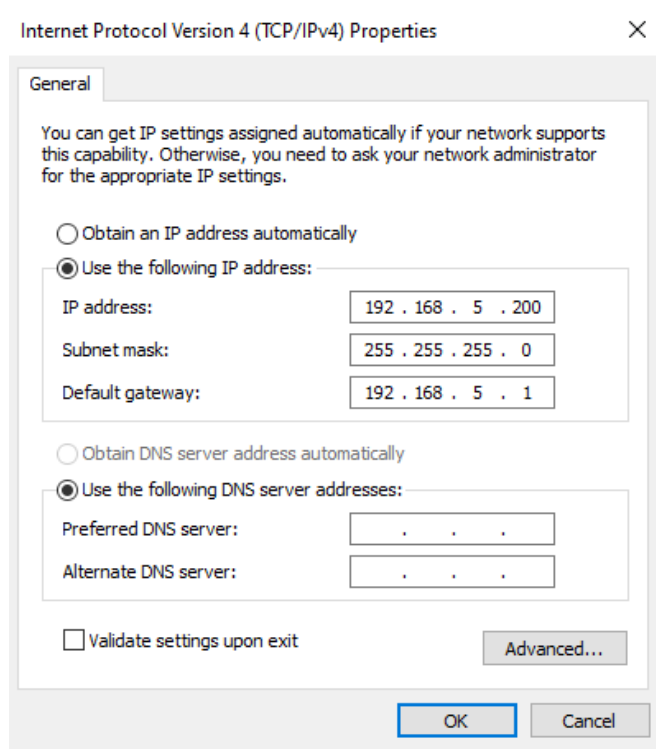 Internet Protocol Version 4 (TCP/IPv4) Properties
General
You can get IP settings assigned automatically if your network supports
this capability. Otherwise, you need to ask your network administrator
for the appropriate IP settings.
Obtain an IP address automatically
Use the following IP address:
IP address: 192 . 168 . 5 . 200
Subnet mask: 255 . 255 . 255 . 0
Default gateway: 192 . 168 . 5 . 1
Obtain DNS server address automatically
Use the following DNS server addresses:
Preferred DNS server: . . .
Alternate DNS server: . . .
Validate settings upon exit
Advanced...
OK Cancel